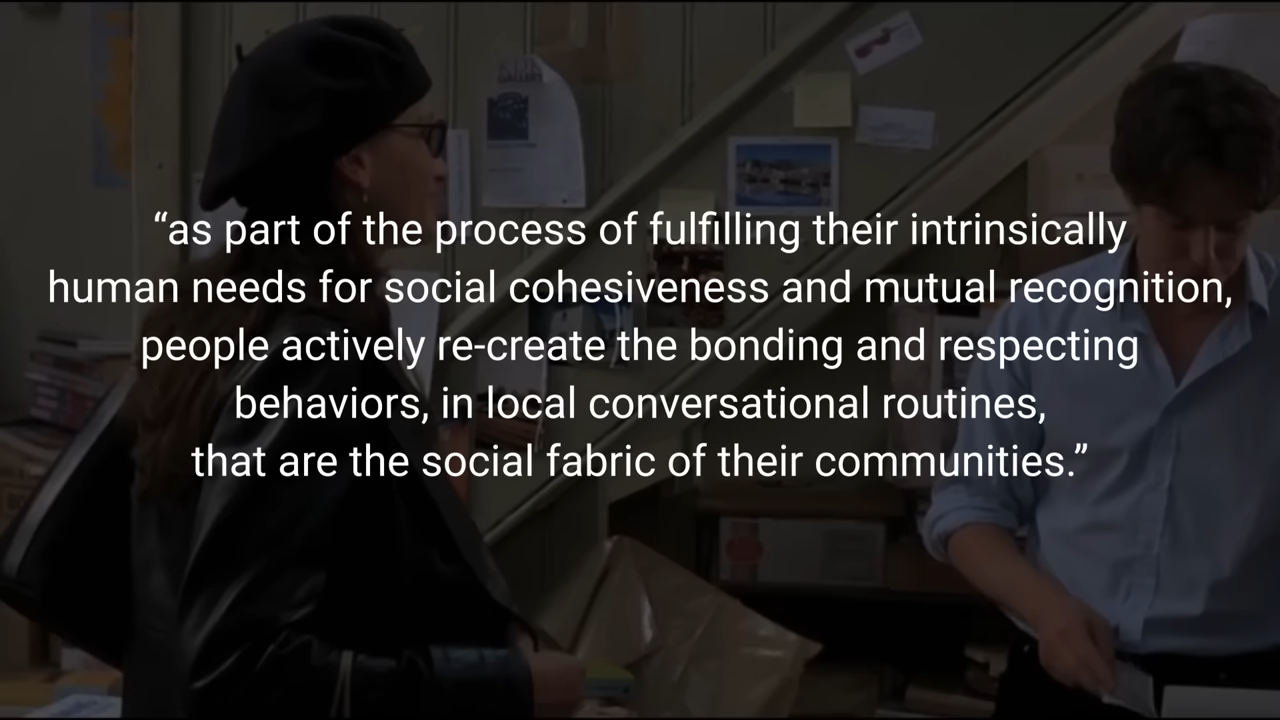 “as part of the process of fulfilling their intrinsically
human needs for social cohesiveness and mutual recognition,
people actively re-create the bonding and respecting
behaviors, in local conversational routines,
that are the social fabric of their communities.”